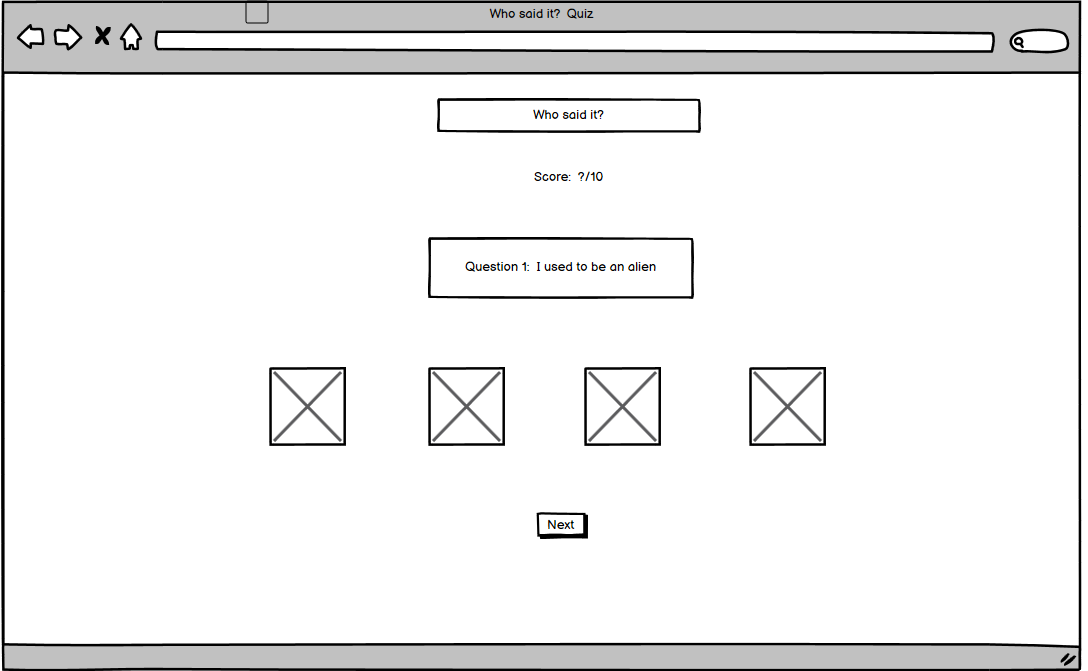 Who said it? Quiz
Who said it?
Score: ?/10
Question 1: I used to be an alien
Next